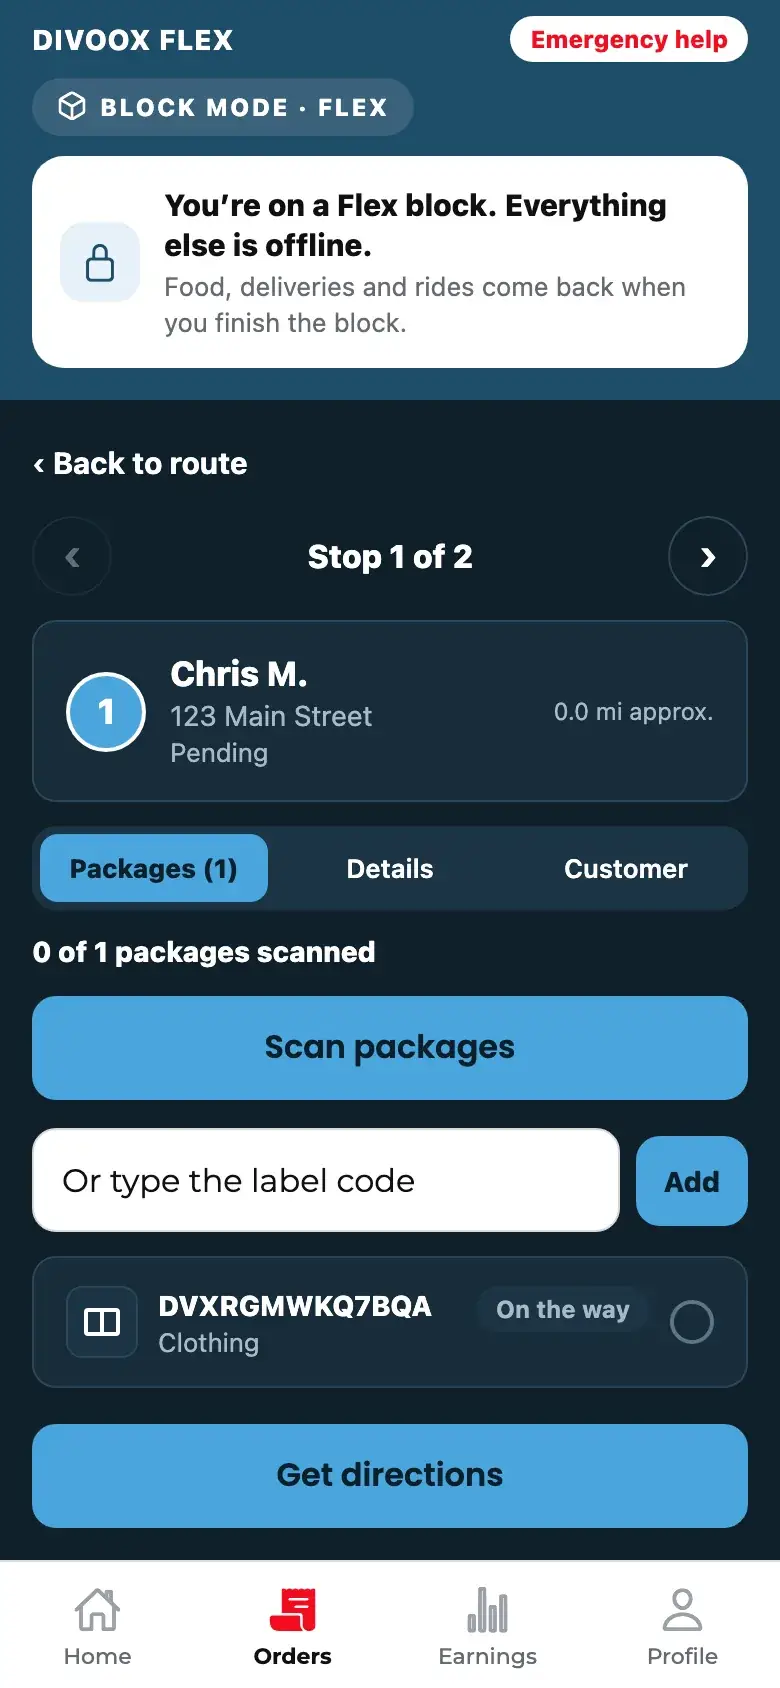 DIVOOX FLEX
Emergency help
BLOCK MODE · FLEX
You’re on a Flex block. Everything
else is offline.
Food, deliveries and rides come back when
you finish the block.
‹ Back to route
‹
Stop 1 of 2
›
1
Chris M.
123 Main Street
Pending
0.0 mi approx.
Packages (1)
Details
Customer
0 of 1 packages scanned
Scan packages
Or type the label code
Add
DVXRGMWKQ7BQA
Clothing
On the way
Get directions
Home
Orders
Earnings
Profile